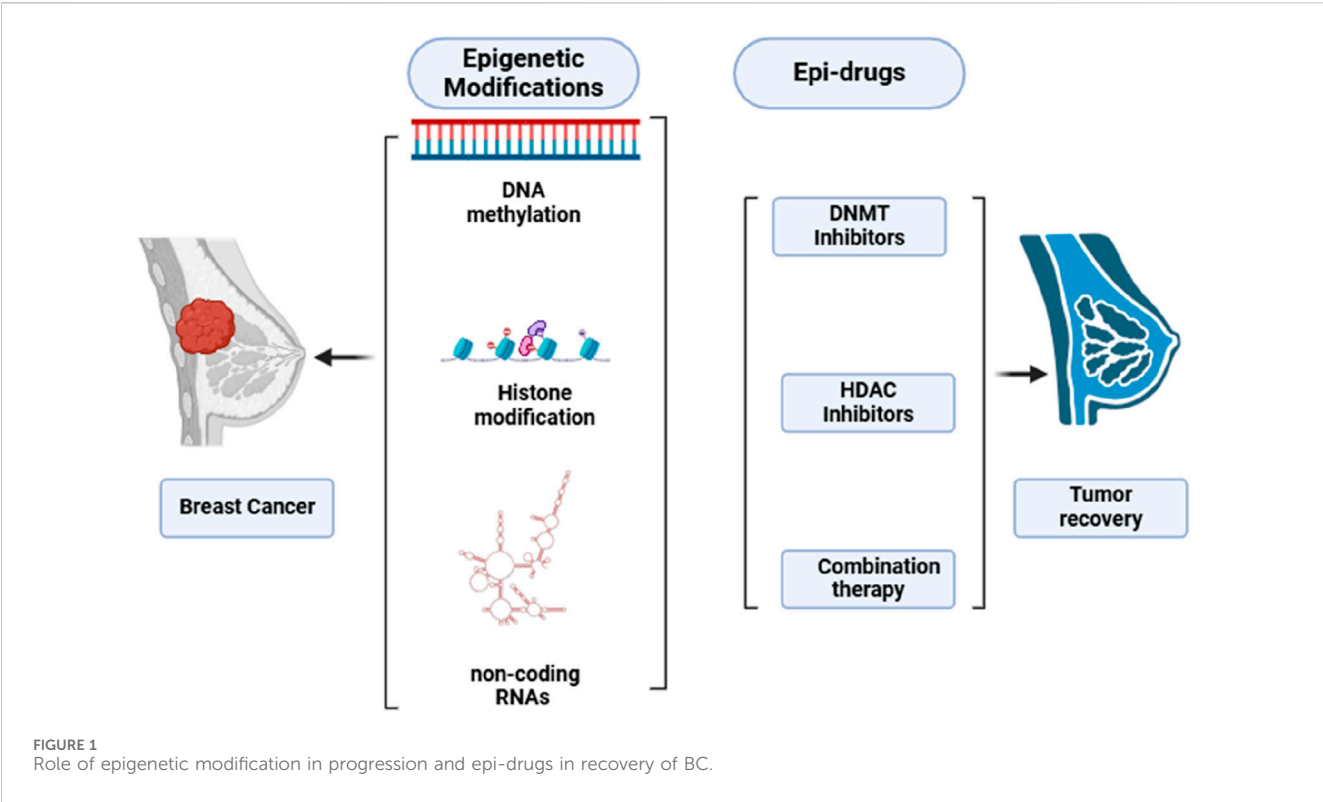 Epigenetic
Modifications
Epi-drugs
DNA
methylation
Histone
modification
non-coding
RNAs
Breast Cancer
DNMT
Inhibitors
HDAC
Inhibitors
Combination
therapy
Tumor
recovery
FIGURE 1
Role of epigenetic modification in progression and epi-drugs in recovery of BC.